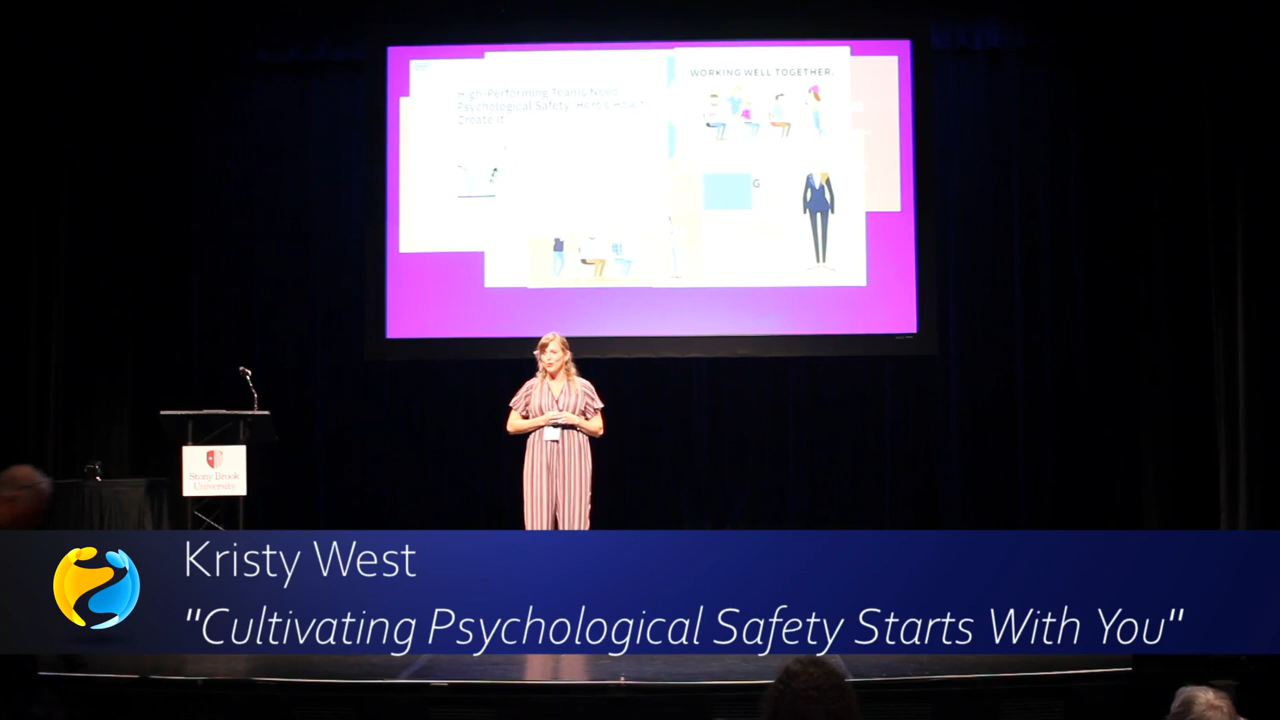 High-Performing Teams Need
Psychological Safety: Here's How to
Create It
WORKING WELL TOGETHER.
G
Stony Brook
University
Kristy West
"Cultivating Psychological Safety Starts With You"